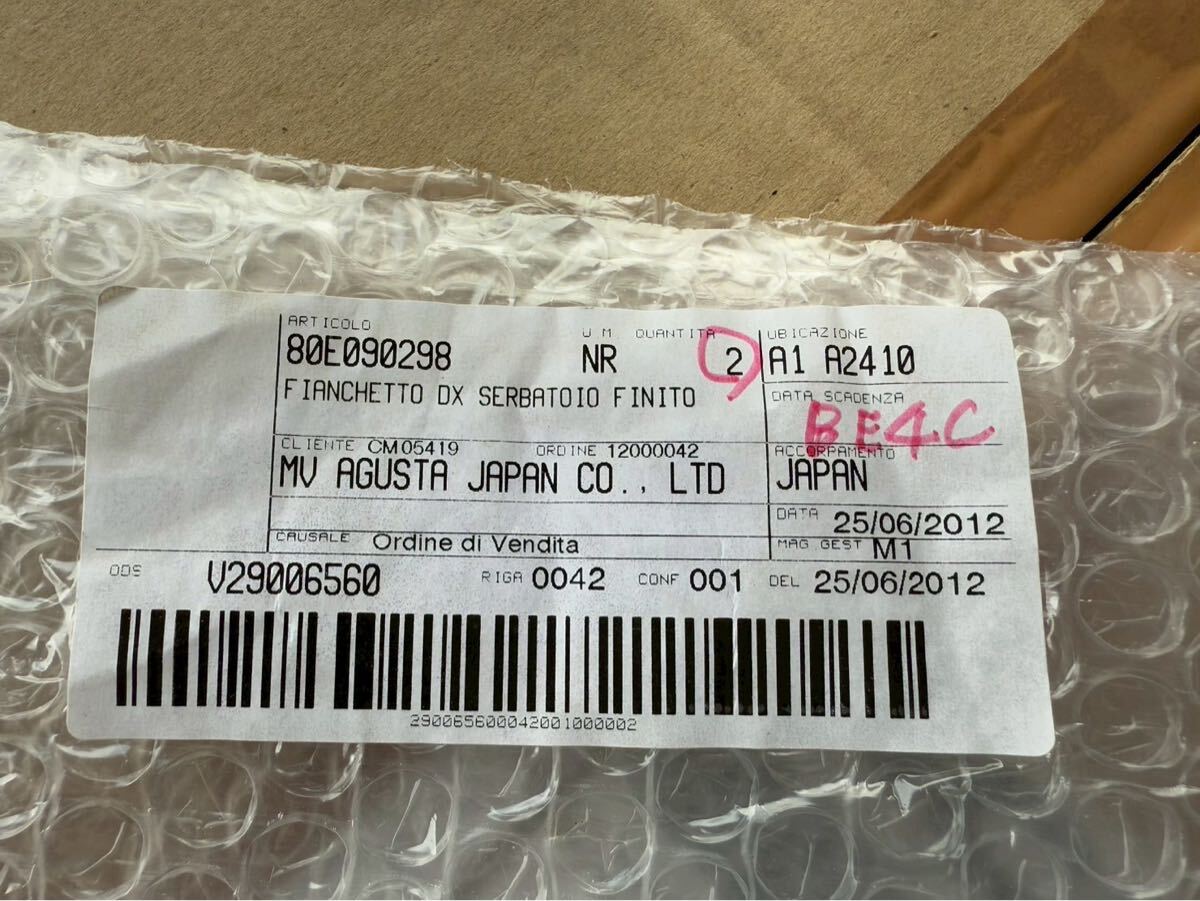 ARTICOLO U M. QUANTITA UBICAZIONE
80E090298 NR 2 A1 A2410
FIANCHETTO DX SERBATOIO FINITO DATA SCADENZA
BE4C
CLIENTE CM05419 ORDINE 12000042 ACCORPAMENTO
MV AGUSTA JAPAN CO., LTD JAPAN
DATA 25/06/2012
CAUSALE Ordine di Vendita MAG GEST M1
ODS V29006560 RIGA 0042 CONF 001 DEL 25/06/2012
290065600042001000002